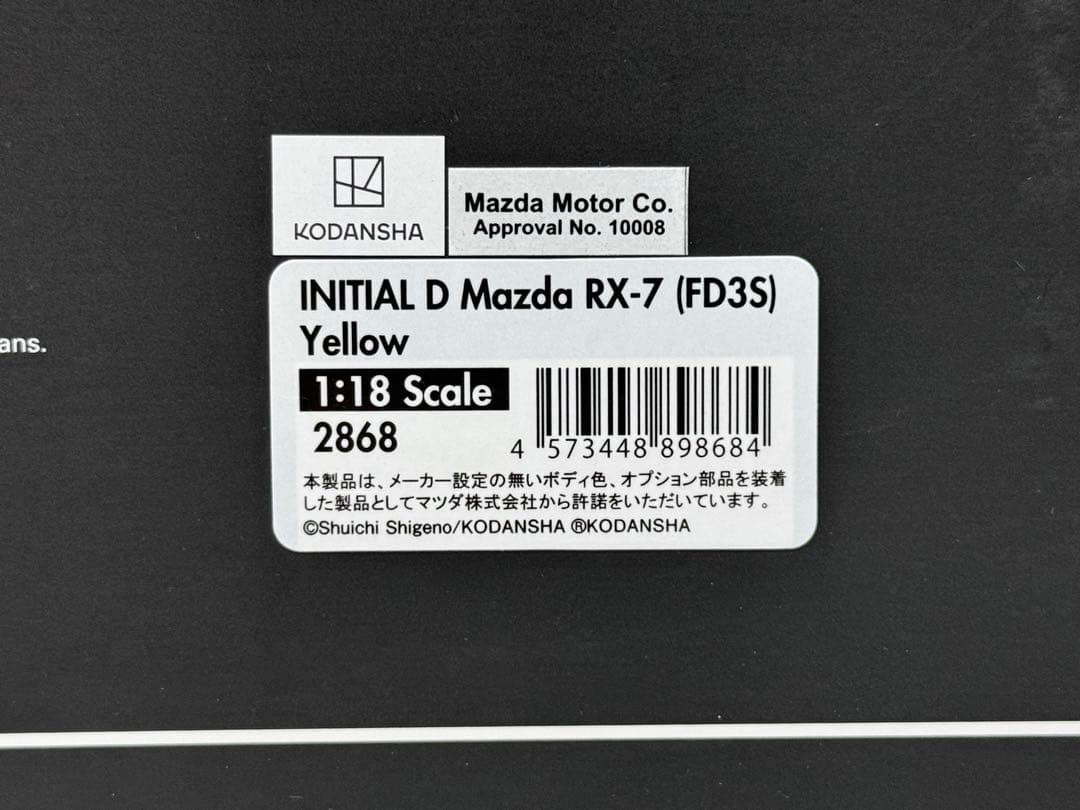 KODANSHA
Mazda Motor Co.
Approval No. 10008
INITIAL D Mazda RX-7 (FD3S)
Yellow
1:18 Scale
2868
4 573448 898684
本製品は、メーカー設定の無いボディ色、オプション部品を装着
した製品としてマツダ株式会社から許諾をいただいています。
©Shuichi Shigeno/KODANSHA ®KODANSHA
ans.